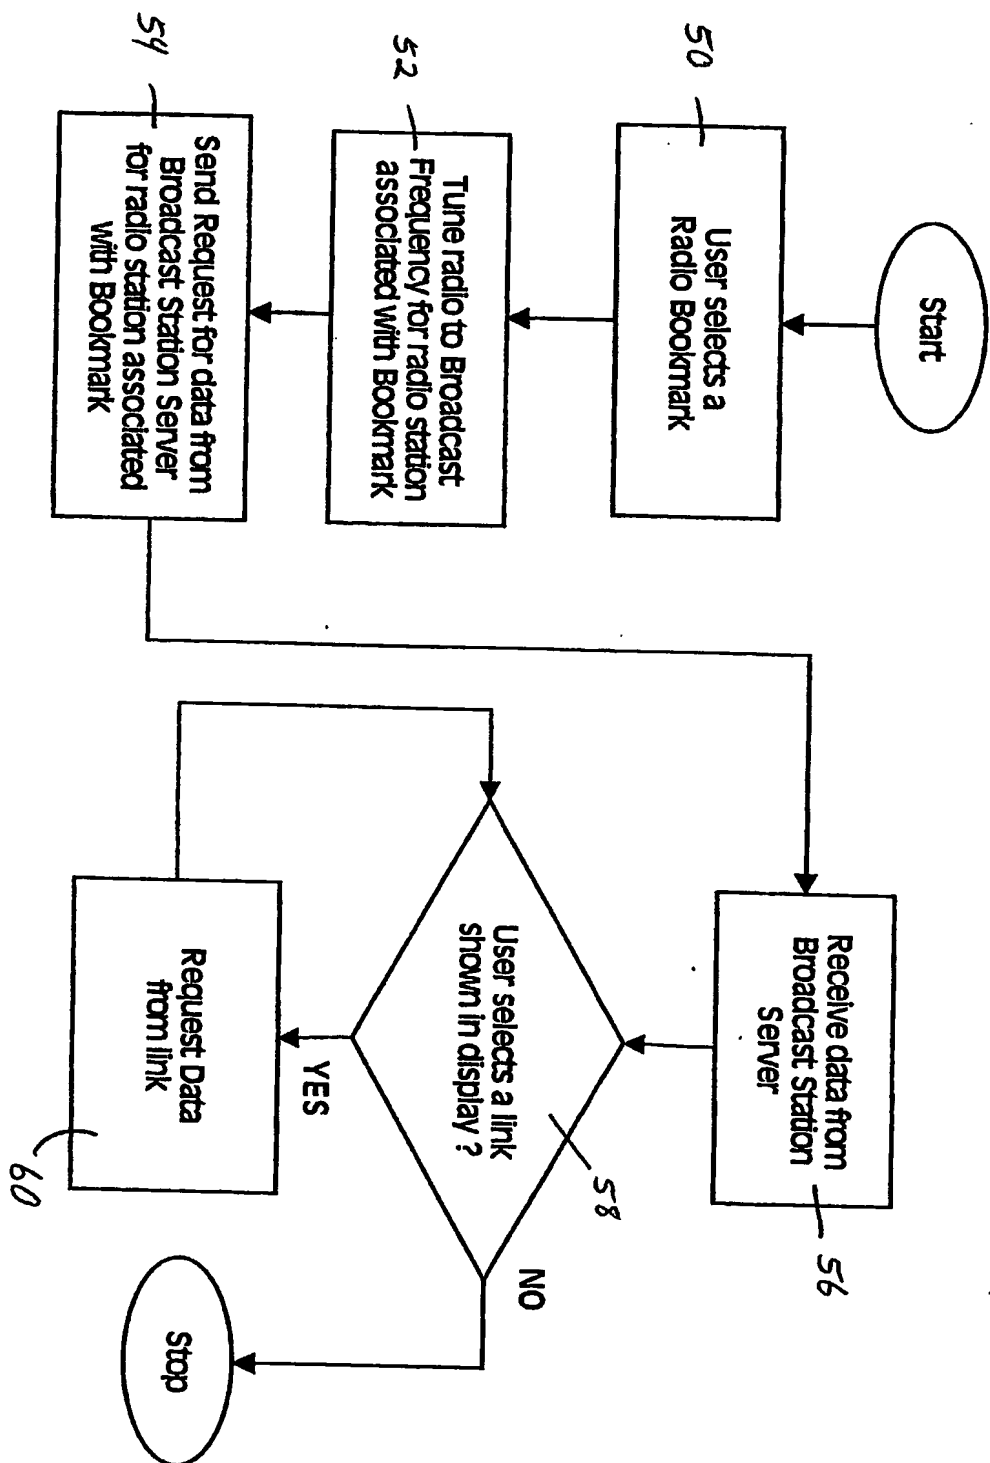 Start
User selects a
Radio Bookmark
50
Tune radio to Broadcast
Frequency for radio station
associated with Bookmark
52
Send Request for data from
Broadcast Station Server
for radio station associated
with Bookmark
54
Receive data from
Broadcast Station
Server
56
User selects a link
shown in display ?
58
YES
NO
Request Data
from link
60
Stop